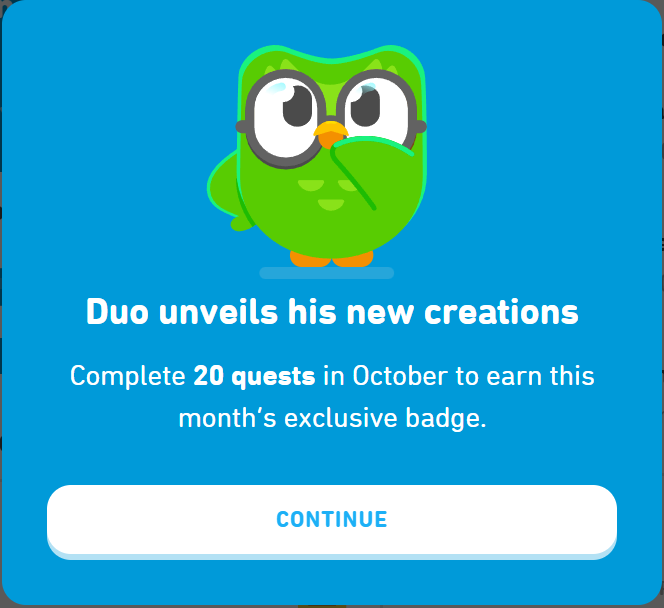 Duo unveils his new creations
Complete 20 quests in October to earn this
month‘s exclusive badge.
CONTINUE